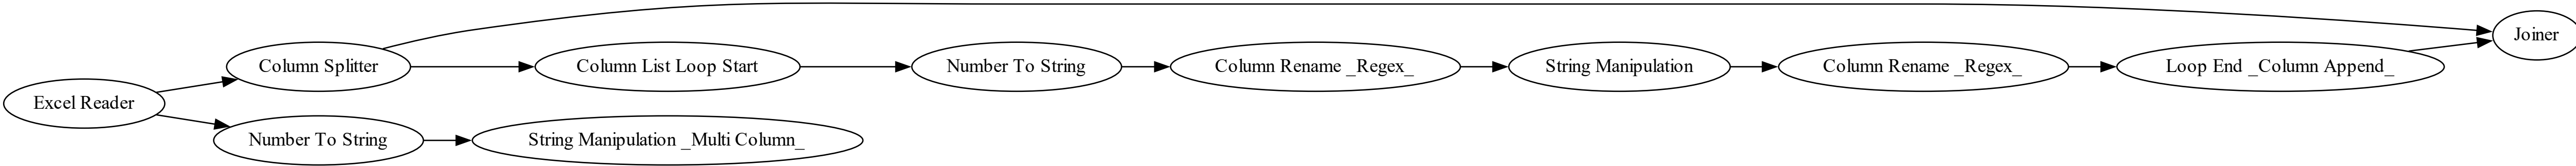 Excel Reader
Column Splitter
Column List Loop Start
Number To String
Column Rename _Regex_
String Manipulation
Column Rename _Regex_
Loop End _Column Append_
Joiner
Number To String
String Manipulation _Multi Column_